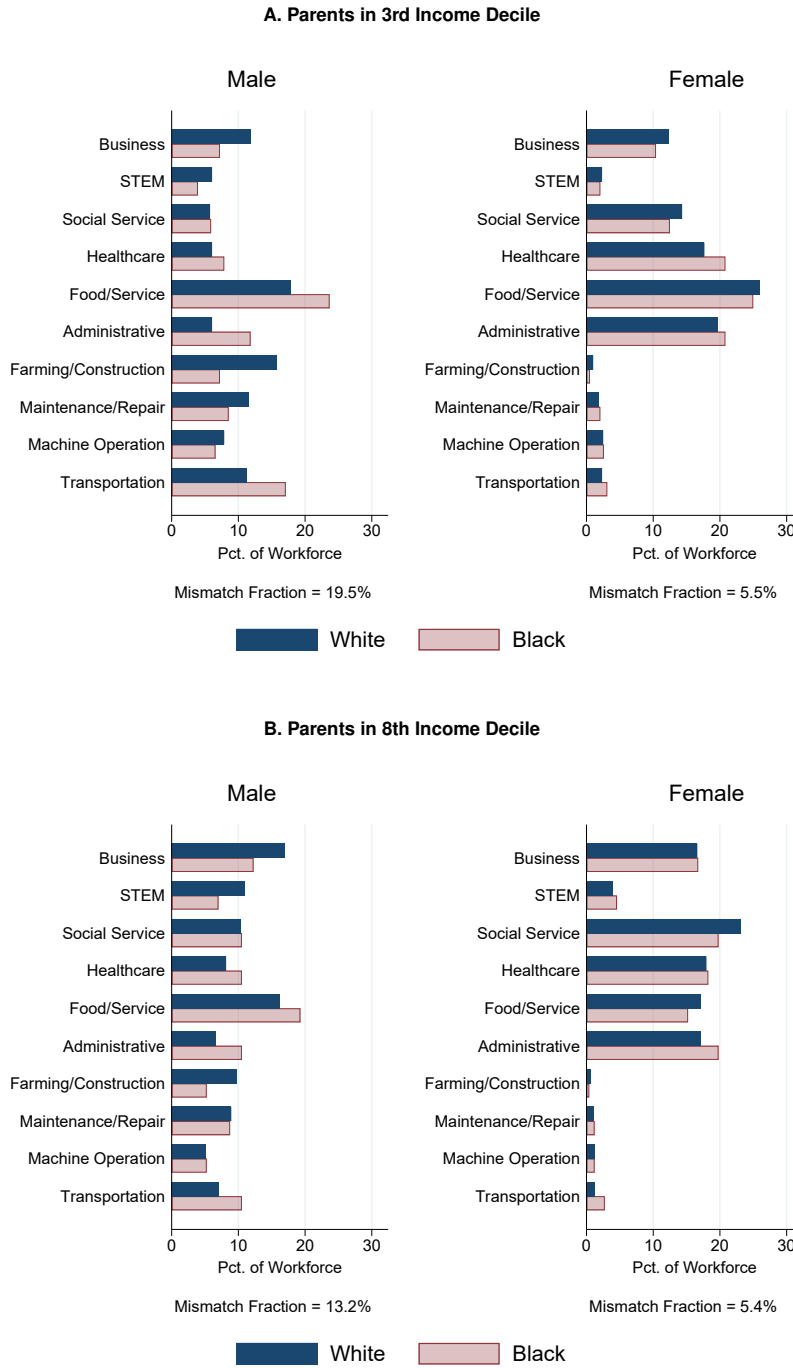 A. Parents in 3rd Income Decile
Male
Business
STEM
Social Service
Healthcare
Food/Service
Administrative
Farming/Construction
Maintenance/Repair
Machine Operation
Transportation
0 10 20 30
Pct. of Workforce
Mismatch Fraction = 19.5%
Female
Business
STEM
Social Service
Healthcare
Food/Service
Administrative
Farming/Construction
Maintenance/Repair
Machine Operation
Transportation
0 10 20 30
Pct. of Workforce
Mismatch Fraction = 5.5%
White Black
B. Parents in 8th Income Decile
Male
Business
STEM
Social Service
Healthcare
Food/Service
Administrative
Farming/Construction
Maintenance/Repair
Machine Operation
Transportation
0 10 20 30
Pct. of Workforce
Mismatch Fraction = 13.2%
Female
Business
STEM
Social Service
Healthcare
Food/Service
Administrative
Farming/Construction
Maintenance/Repair
Machine Operation
Transportation
0 10 20 30
Pct. of Workforce
Mismatch Fraction = 5.4%
White Black